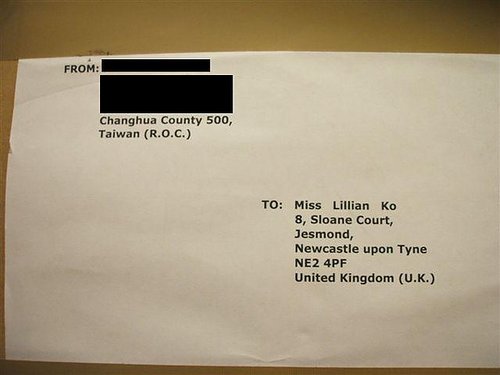 FROM:
Changhua County 500,
Taiwan (R.O.C.)
TO: Miss Lillian Ko
8, Sloane Court,
Jesmond,
Newcastle upon Tyne
NE2 4PF
United Kingdom (U.K.)